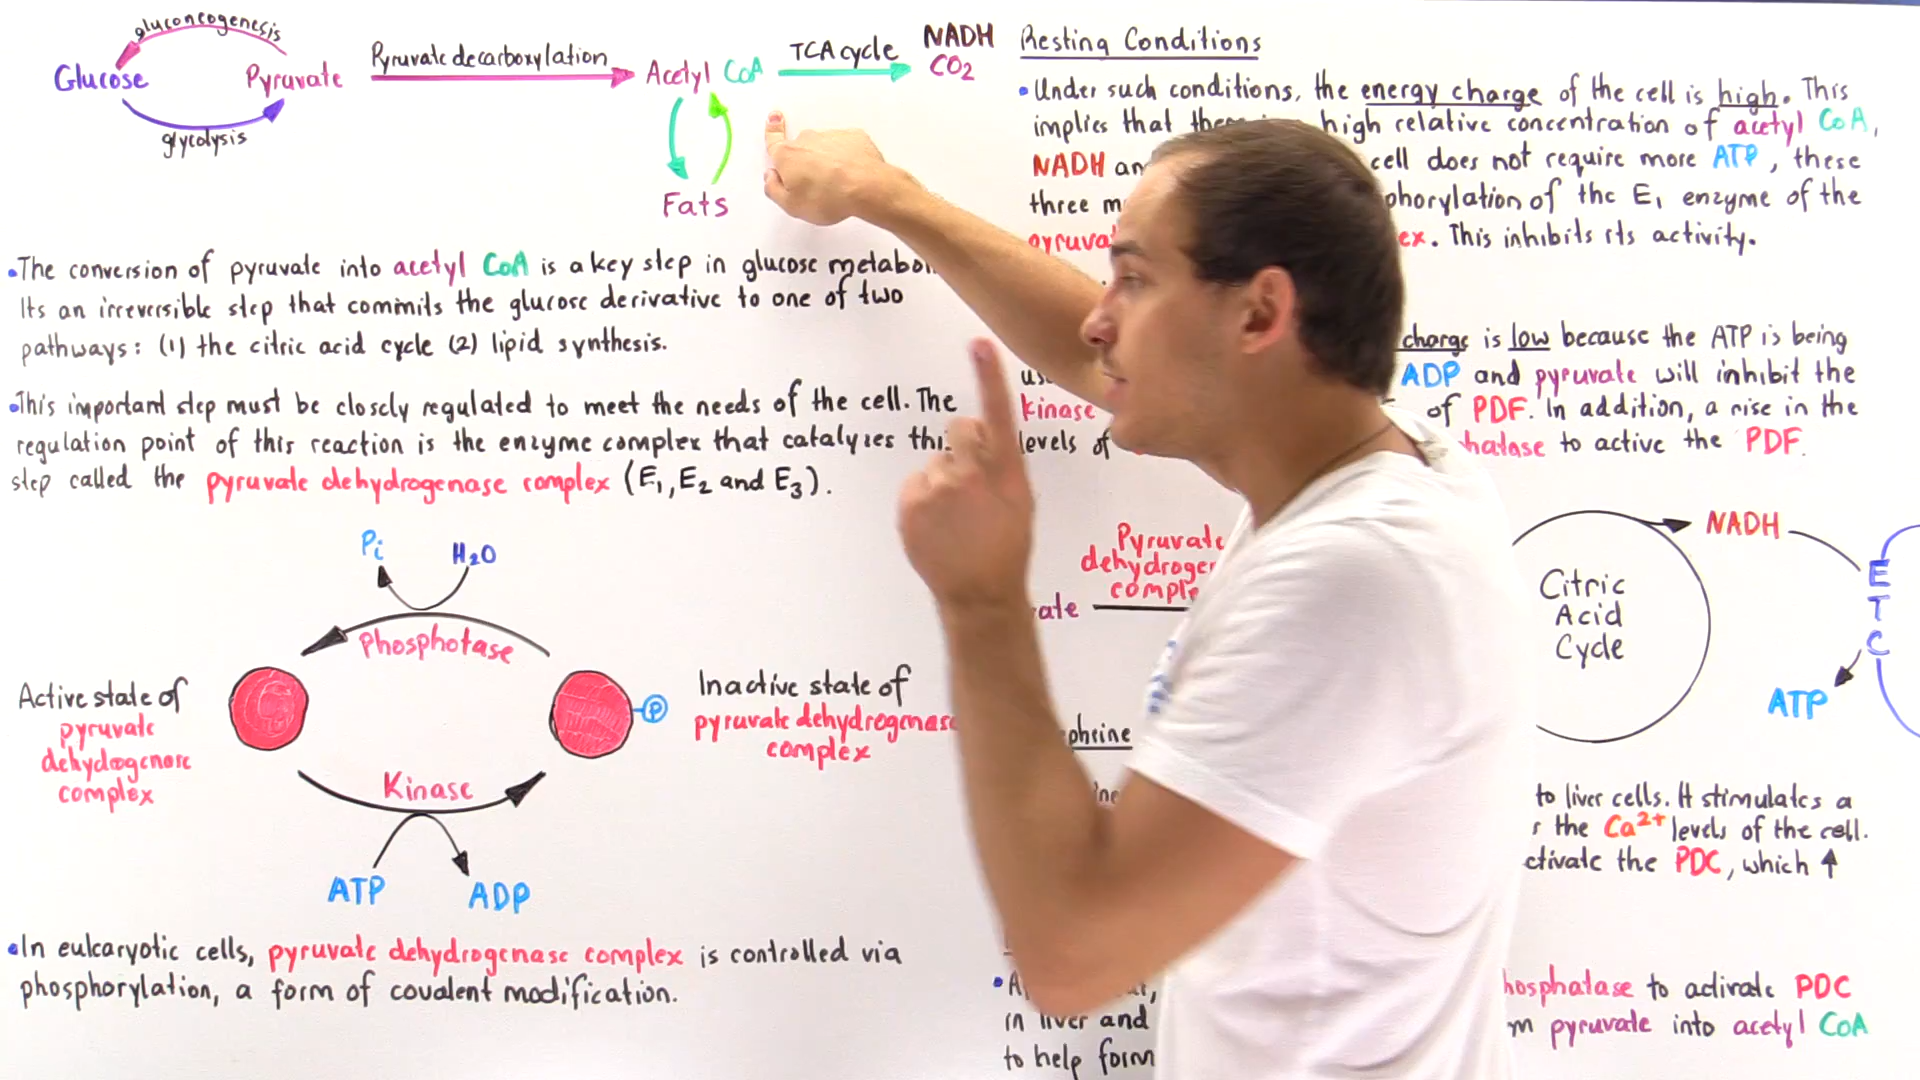 gluconeogenesis
Glucose
Pyruvate
glycolysis
Pyruvate decarboxylation
Acetyl CoA
TCA cycle
NADH
CO2
Fats
•The conversion of pyruvate into acetyl CoA is a key step in glucose
Its an irreversible step that commits the glucose derivative to one of two
pathways: (1) the citric acid cycle (2) lipid synthesis.
•This important step must be closely regulated to meet the needs of the cell. The
regulation point of this reaction is the enzyme complex that catalyzes
step called the pyruvate dehydrogenase complex (E1, E2 and E3).
Pi
H2O
Phosphotase
Active state of
pyruvate
dehydrogenase
complex
P
Inactive state of
pyruvate dehydrogenase
complex
Kinase
ATP
ADP
•In eukaryotic cells, pyruvate dehydrogenase complex is controlled via
phosphorylation, a form of covalent modification.
Resting Conditions
•Under such conditions, the energy charge of the cell is high. This
implies that high relative concentration of acetyl CoA,
NADH cell does not require more ATP, these
three phorylation of the E1 enzyme of the
ex. This inhibits its activity.
charge is low because the ATP is being
ADP and pyruvate will inhibit the
kinase of PDF. In addition, a rise in the
levels of hatase to active the PDF.
Pyruvate
ate
Citric
Acid
Cycle
NADH
ETC
ATP
phrine
to liver cells. It stimulates a
the Ca2+ levels of the cell.
ctivate the PDC, which ↑
hosphatase to activate PDC
in liver and pyruvate into acetyl CoA
to help form